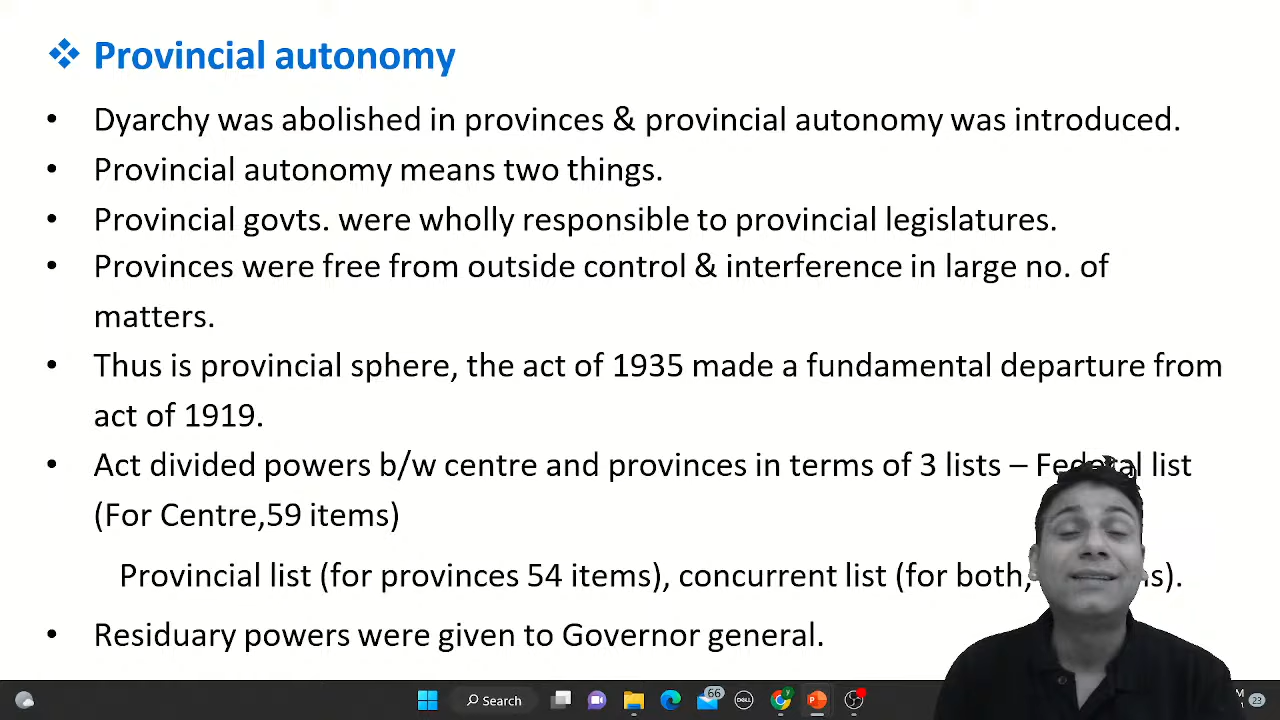 ❖ Provincial autonomy
• Dyarchy was abolished in provinces & provincial autonomy was introduced.
• Provincial autonomy means two things.
• Provincial govts. were wholly responsible to provincial legislatures.
• Provinces were free from outside control & interference in large no. of
matters.
• Thus is provincial sphere, the act of 1935 made a fundamental departure from
act of 1919.
• Act divided powers b/w centre and provinces in terms of 3 lists – Federal list
(For Centre,59 items)
Provincial list (for provinces 54 items), concurrent list (for both,
• Residuary powers were given to Governor general.
Search
66
DELL
23